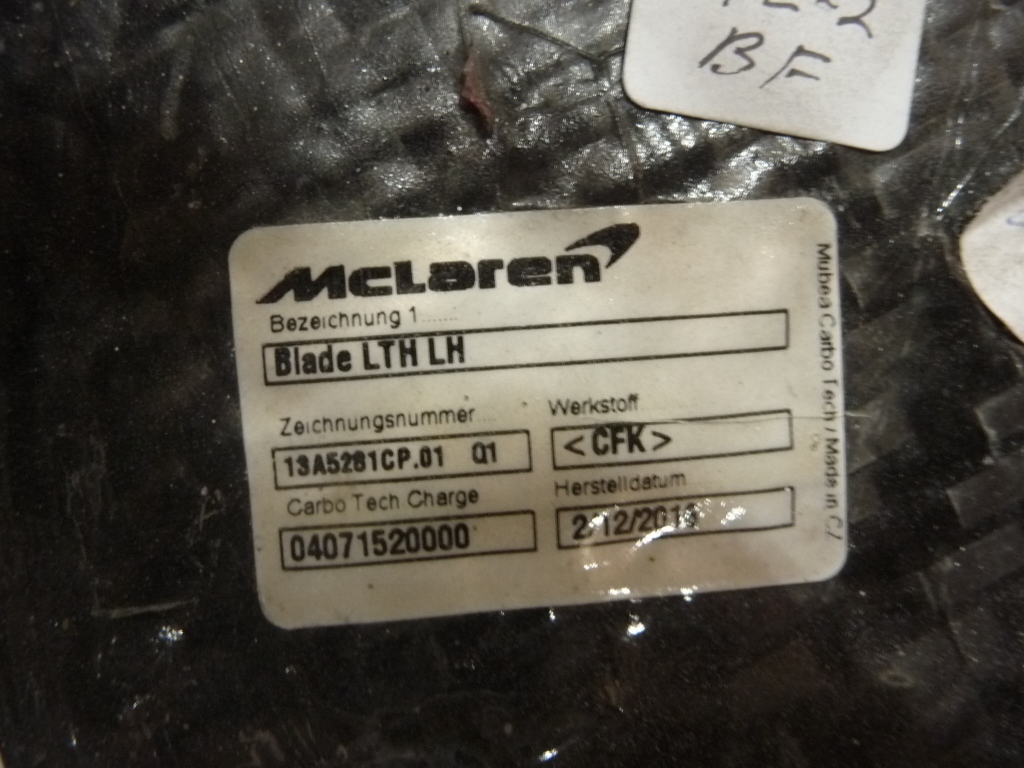 BF
McLaren
Bezeichnung 1
Blade LTH LH
Zeichnungsnummer
Werkstoff
13A5281CP.01 Q1
<CFK>
Carbo Tech Charge
Herstelldatum
04071520000
Mubea Carbo Tech / Made in CZ